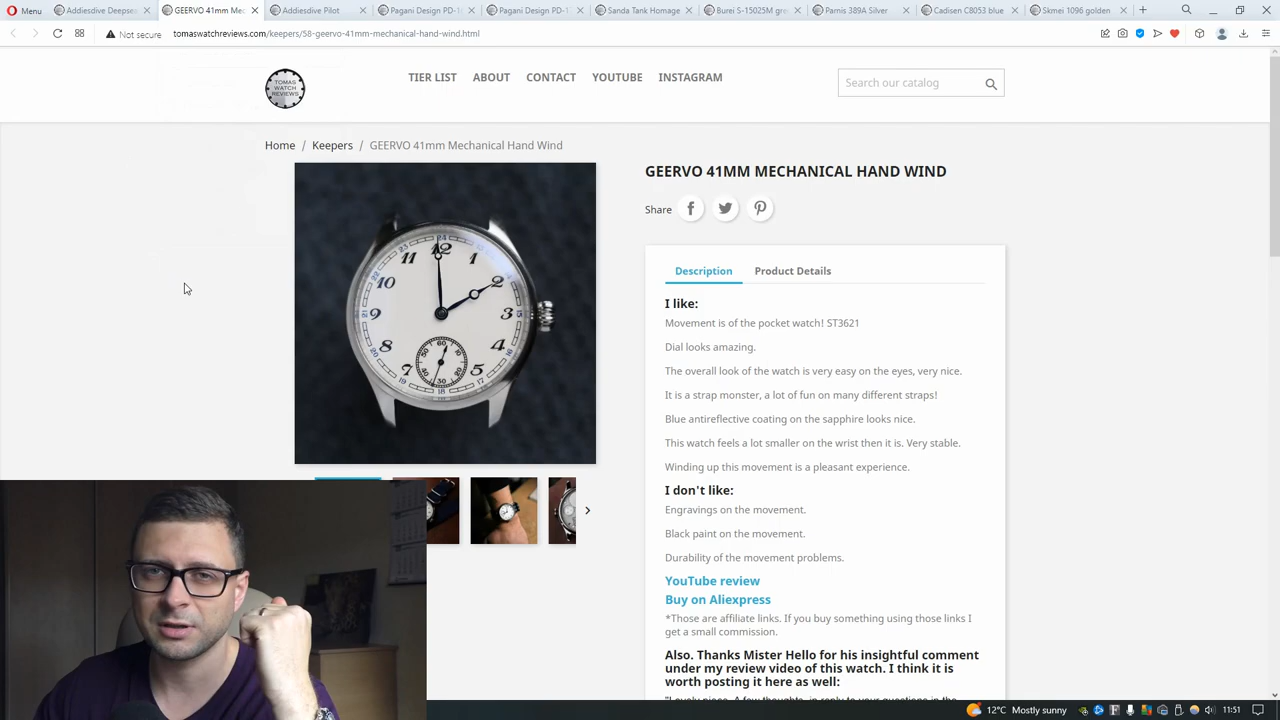 Menu
Addiesdive Deepsea
GEERVO 41mm Mec
Addiesdive Pilot
Pagani Design PD-1
Pagani Design PD-1
Sanda Tank Homage
Burei S-15025M gre
Parnis 389A Silver
Cadisen C8053 blue
Skmei 1096 golden
Not secure
tomaswatchreviews.com/keepers/58-geervo-41mm-mechanical-hand-wind.html
TOMAS
WATCH
REVIEWS
TIER LIST
ABOUT
CONTACT
YOUTUBE
INSTAGRAM
Search our catalog
Home / Keepers / GEERVO 41mm Mechanical Hand Wind
GEERVO 41MM MECHANICAL HAND WIND
Share
Description
Product Details
I like:
Movement is of the pocket watch! ST3621
Dial looks amazing.
The overall look of the watch is very easy on the eyes, very nice.
It is a strap monster, a lot of fun on many different straps!
Blue antireflective coating on the sapphire looks nice.
This watch feels a lot smaller on the wrist then it is. Very stable.
Winding up this movement is a pleasant experience.
I don't like:
Engravings on the movement.
Black paint on the movement.
Durability of the movement problems.
YouTube review
Buy on Aliexpress
*Those are affiliate links. If you buy something using those links I
get a small commission.
Also. Thanks Mister Hello for his insightful comment
under my review video of this watch. I think it is
worth posting it here as well:
12°C Mostly sunny
11:51